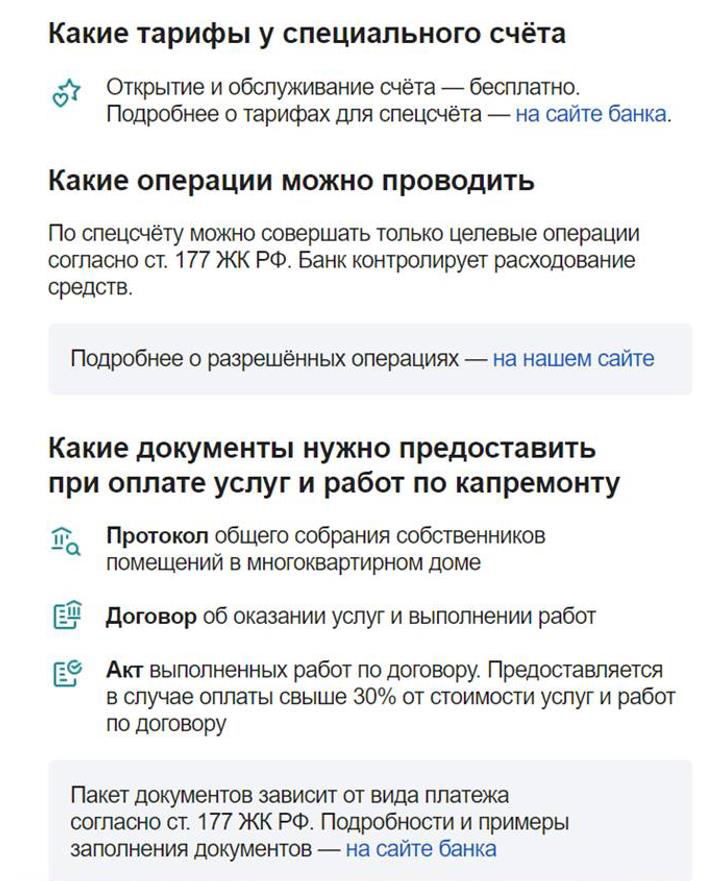 Какие тарифы у специального счёта
Открытие и обслуживание счёта — бесплатно.
Подробнее о тарифах для спецсчёта — на сайте банка.
Какие операции можно проводить
По спецсчёту можно совершать только целевые операции
согласно ст. 177 ЖК РФ. Банк контролирует расходование
средств.
Подробнее о разрешённых операциях — на нашем сайте
Какие документы нужно предоставить
при оплате услуг и работ по капремонту
Протокол общего собрания собственников
помещений в многоквартирном доме
Договор об оказании услуг и выполнении работ
Акт выполненных работ по договору. Предоставляется
в случае оплаты свыше 30% от стоимости услуг и работ
по договору
Пакет документов зависит от вида платежа
согласно ст. 177 ЖК РФ. Подробности и примеры
заполнения документов — на сайте банка